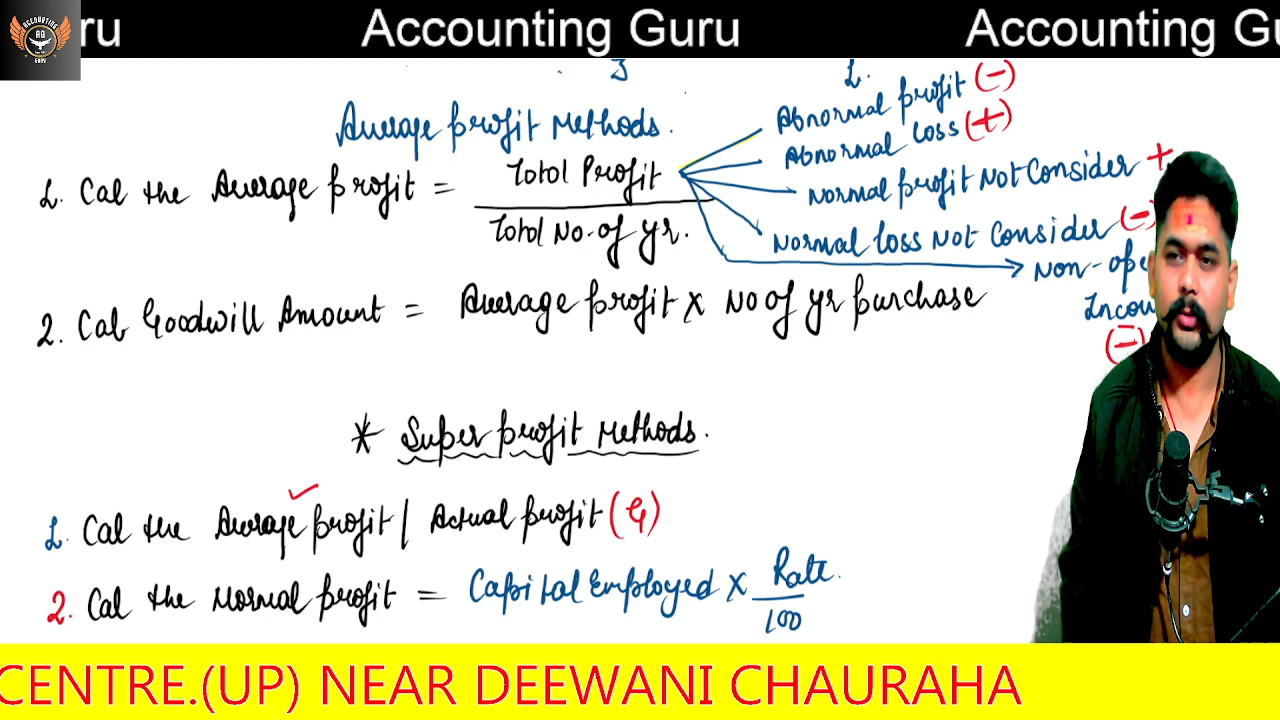 ru Accounting Guru Accounting Gu
ACCOUNTING
AG
GURU
Average profit Methods.
Abnormal profit (-)
Abnormal loss (+)
1. Cal the Average profit = Total Profit
Total No. of yr.
Normal profit Not Consider +
Normal loss Not Consider (-)
Non-ope
Incom
(-)
2. Cal Goodwill Amount = Average profit x No of yr purchase
* Super profit Methods.
1. Cal the Average profit / Actual profit (G)
2. Cal the Normal profit = Capital Employed x Rate.
100
CENTRE.(UP) NEAR DEEWANI CHAURAHA